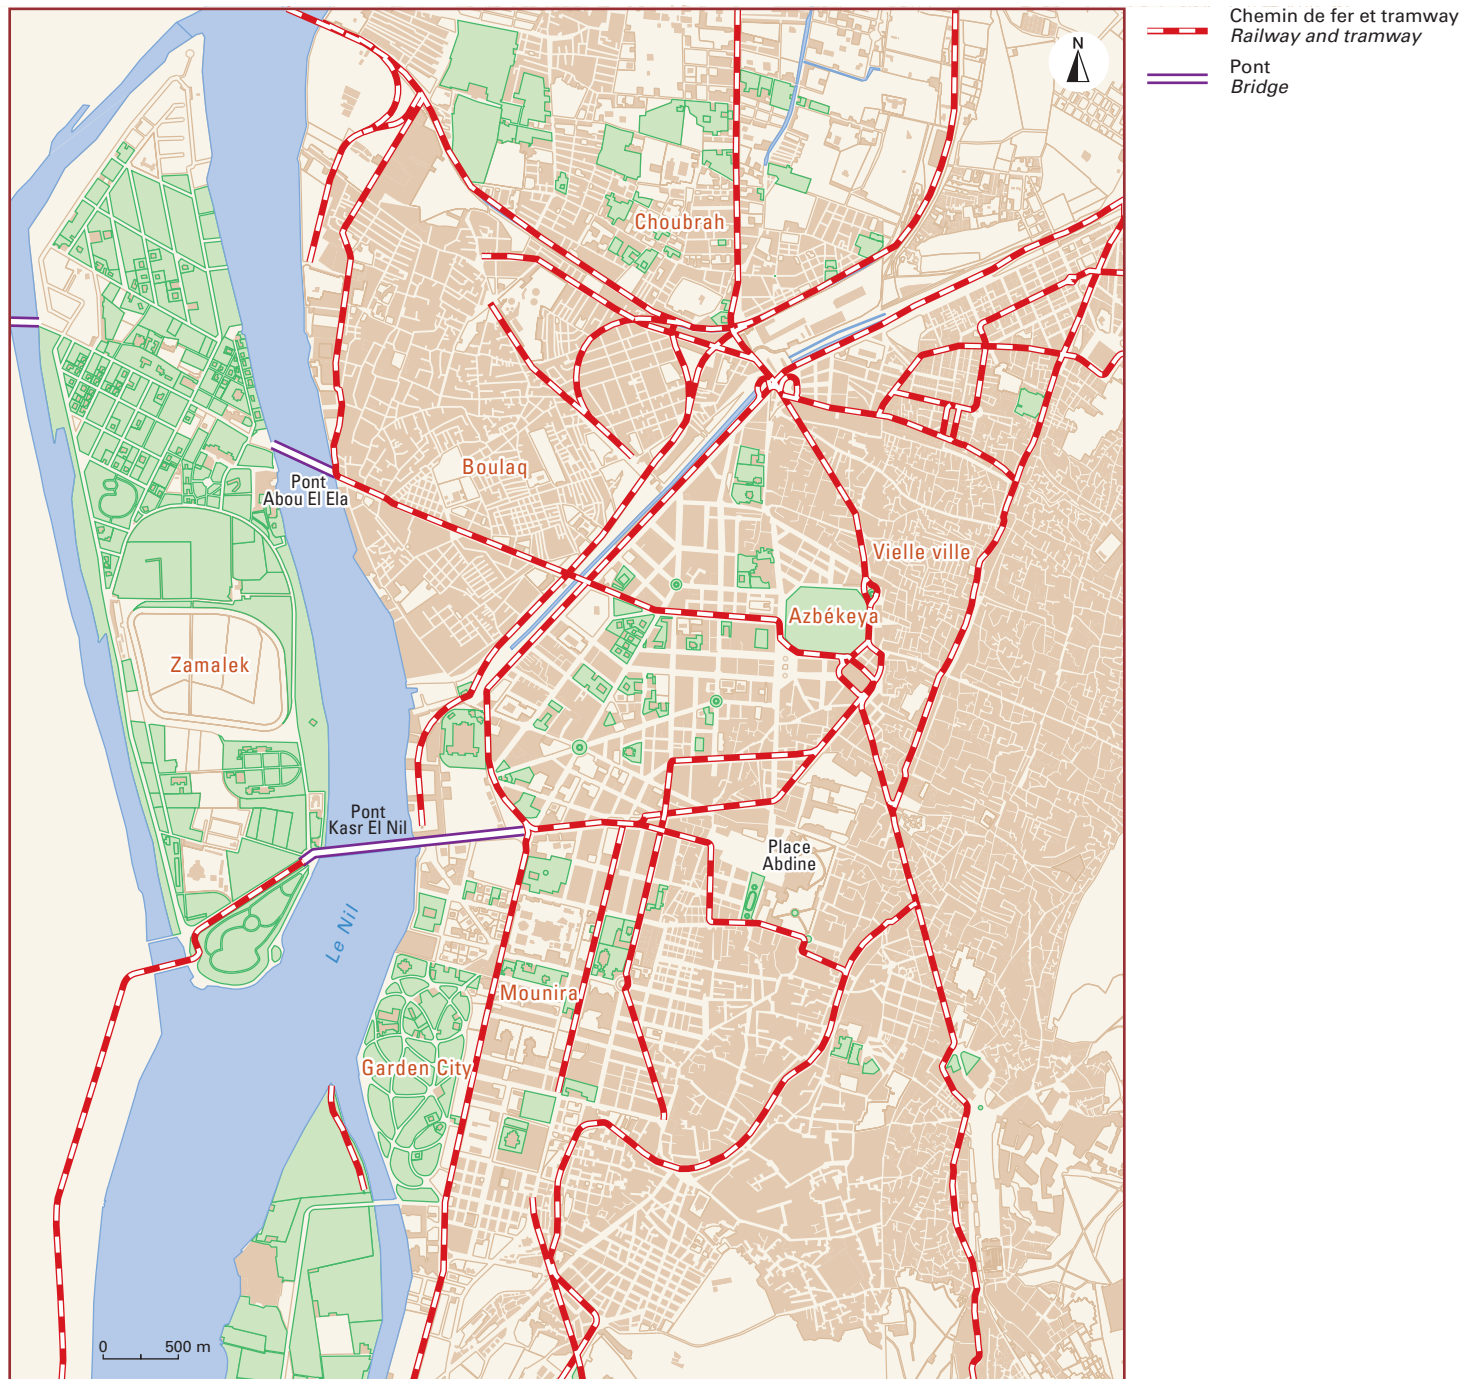 Chemin de fer et tramway
Railway and tramway
Pont
Bridge
N
Choubrah
Boulaq
Pont
Abou El Ela
Vielle ville
Azbékeya
Zamalek
Pont
Kasr El Nil
Place
Abdine
Le Nil
Mounira
Garden City
0 500 m